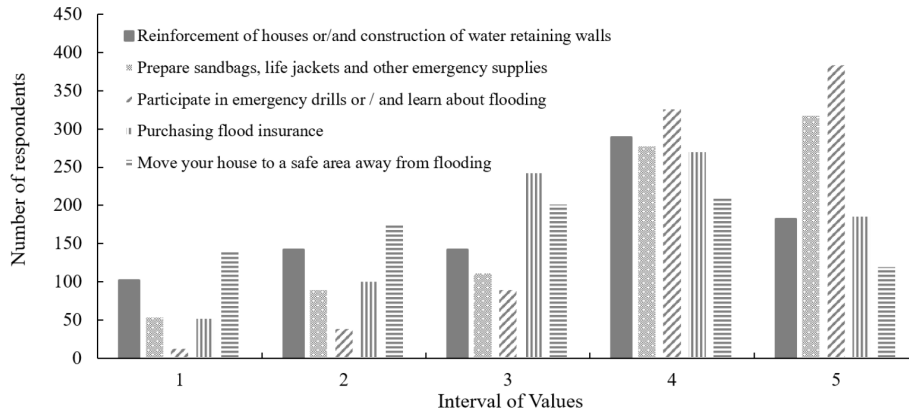 450
400
350
300
250
200
150
100
50
0
Number of respondents
Reinforcement of houses or/and construction of water retaining walls
Prepare sandbags, life jackets and other emergency supplies
Participate in emergency drills or / and learn about flooding
Purchasing flood insurance
Move your house to a safe area away from flooding
1 2 3 4 5
Interval of Values